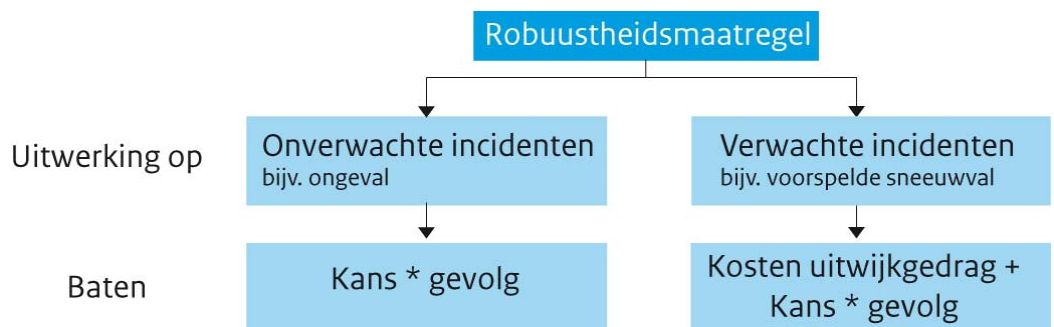 Robuustheidsmaatregel
Uitwerking op
Onverwachte incidenten
bijv. ongeval
Verwachte incidenten
bijv. voorspelde sneeuwval
Baten
Kans * gevolg
Kosten uitwijkgedrag +
Kans * gevolg